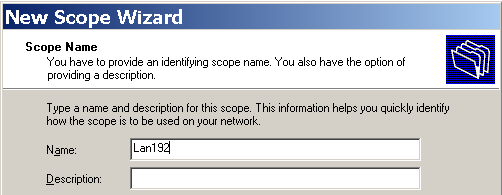 New Scope Wizard
Scope Name
You have to provide an identifying scope name. You also have the option of
providing a description.
Type a name and description for this scope. This information helps you quickly identify
how the scope is to be used on your network.
Name: Lan192
Description: